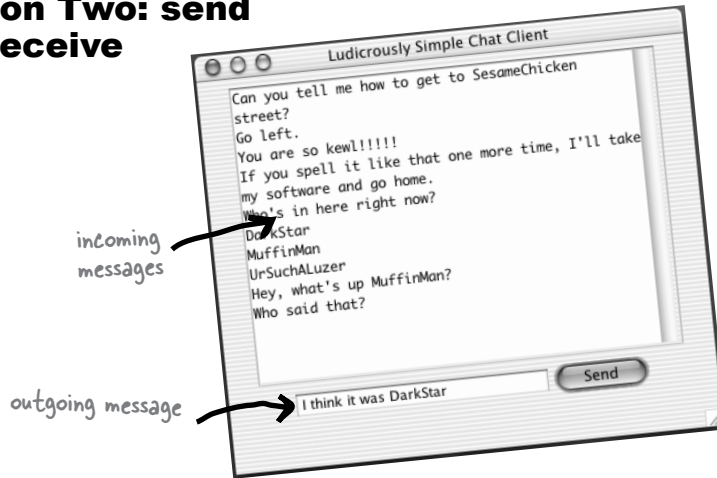 on Two: send
eceive
Ludicrously Simple Chat Client
Can you tell me how to get to SesameChicken
street?
Go left.
You are so kewl!!!!!
If you spell it like that one more time, I'll take
my software and go home.
Who's in here right now?
DarkStar
MuffinMan
UrSuchALuzer
Hey, what's up MuffinMan?
Who said that?
incoming
messages
outgoing message
I think it was DarkStar
Send